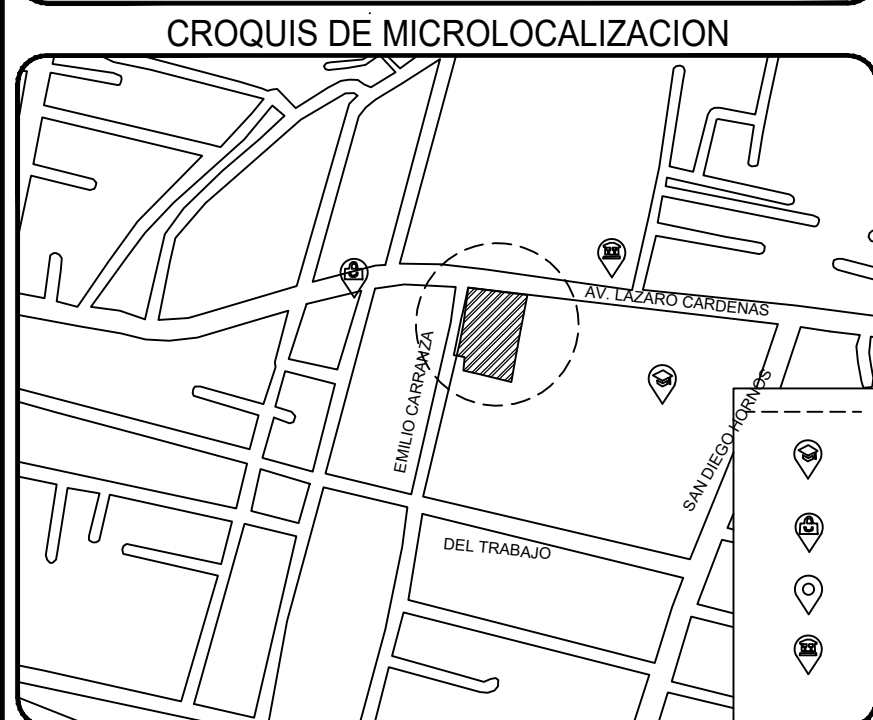 CROQUIS DE MICROLOCALIZACION
AV. LAZARO CARDENAS
EMILIO CARRANZA
SAN DIEGO HORNOS
DEL TRABAJO